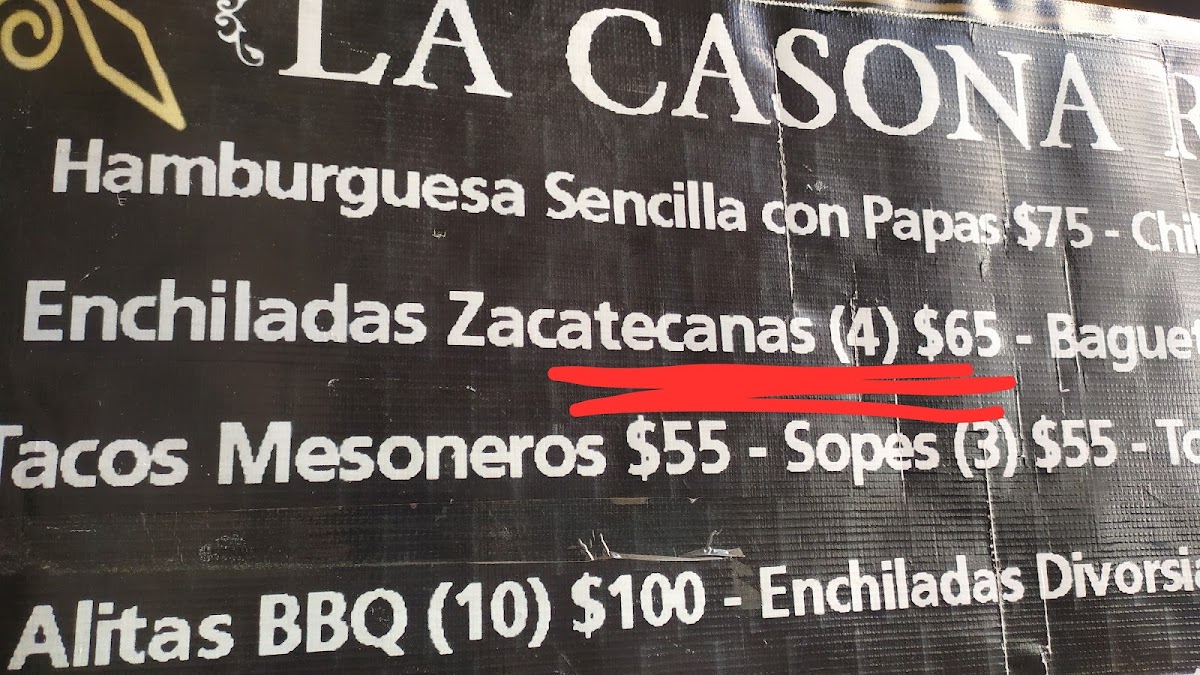 LA CASONA
Hamburguesa Sencilla con Papas $75 -
Enchiladas Zacatecanas (4) $65 -
Tacos Mesoneros $55 - Sopes (3) $55 -
Alitas BBQ (10) $100 - Enchiladas